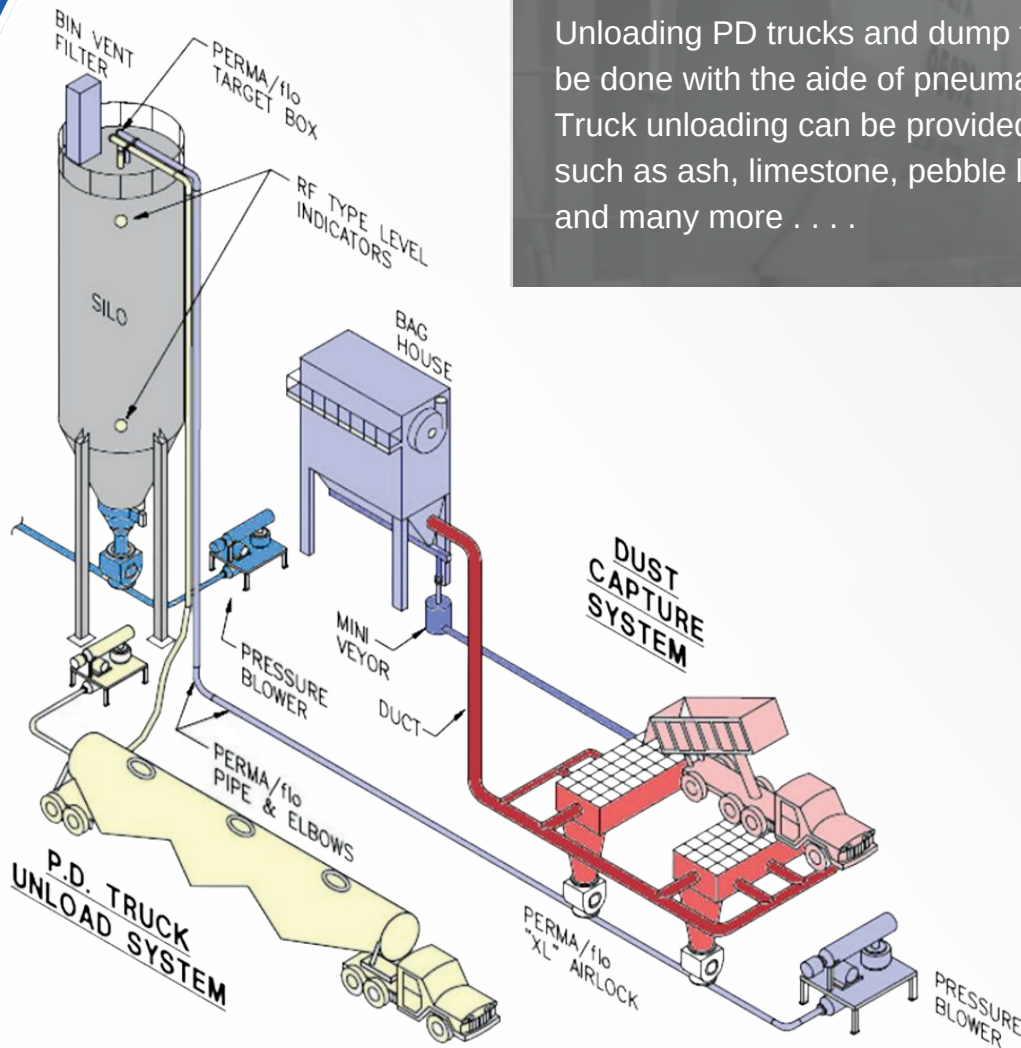 Unloading PD trucks and dump
be done with the aide of
Truck unloading can be provided
such as ash, limestone, pebble
and many more . . . .
BIN VENT
FILTER
PERMA/flo
TARGET BOX
RF TYPE LEVEL
INDICATORS
SILO
BAG
HOUSE
DUST
CAPTURE
SYSTEM
MINI
VEYOR
PRESSURE
BLOWER
DUCT
PERMA/flo
PIPE & ELBOWS
P.D. TRUCK
UNLOAD SYSTEM
PERMA/flo
"XL" AIRLOCK
PRESSURE
BLOWER